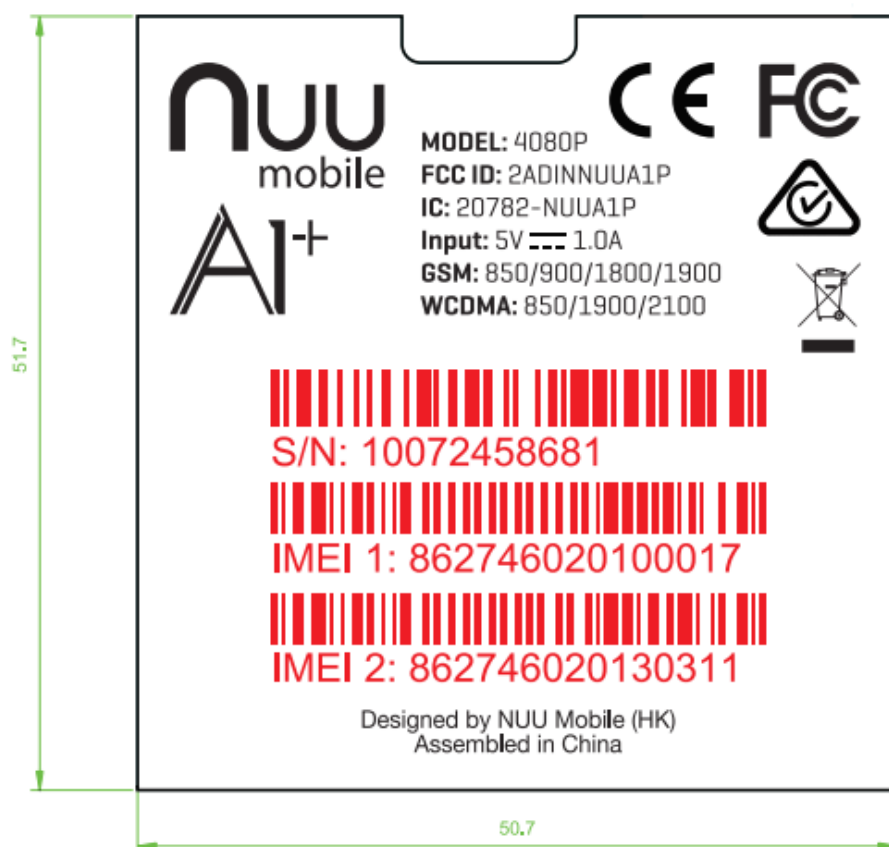 nuu
mobile
A1+
CE FC
MODEL: 4080P
FCC ID: 2ADINNUUA1P
IC: 20782-NUUA1P
Input: 5V ⎓ 1.0A
GSM: 850/900/1800/1900
WCDMA: 850/1900/2100
51.7
S/N: 10072458681
IMEI 1: 862746020100017
IMEI 2: 862746020130311
Designed by NUU Mobile (HK)
Assembled in China
50.7